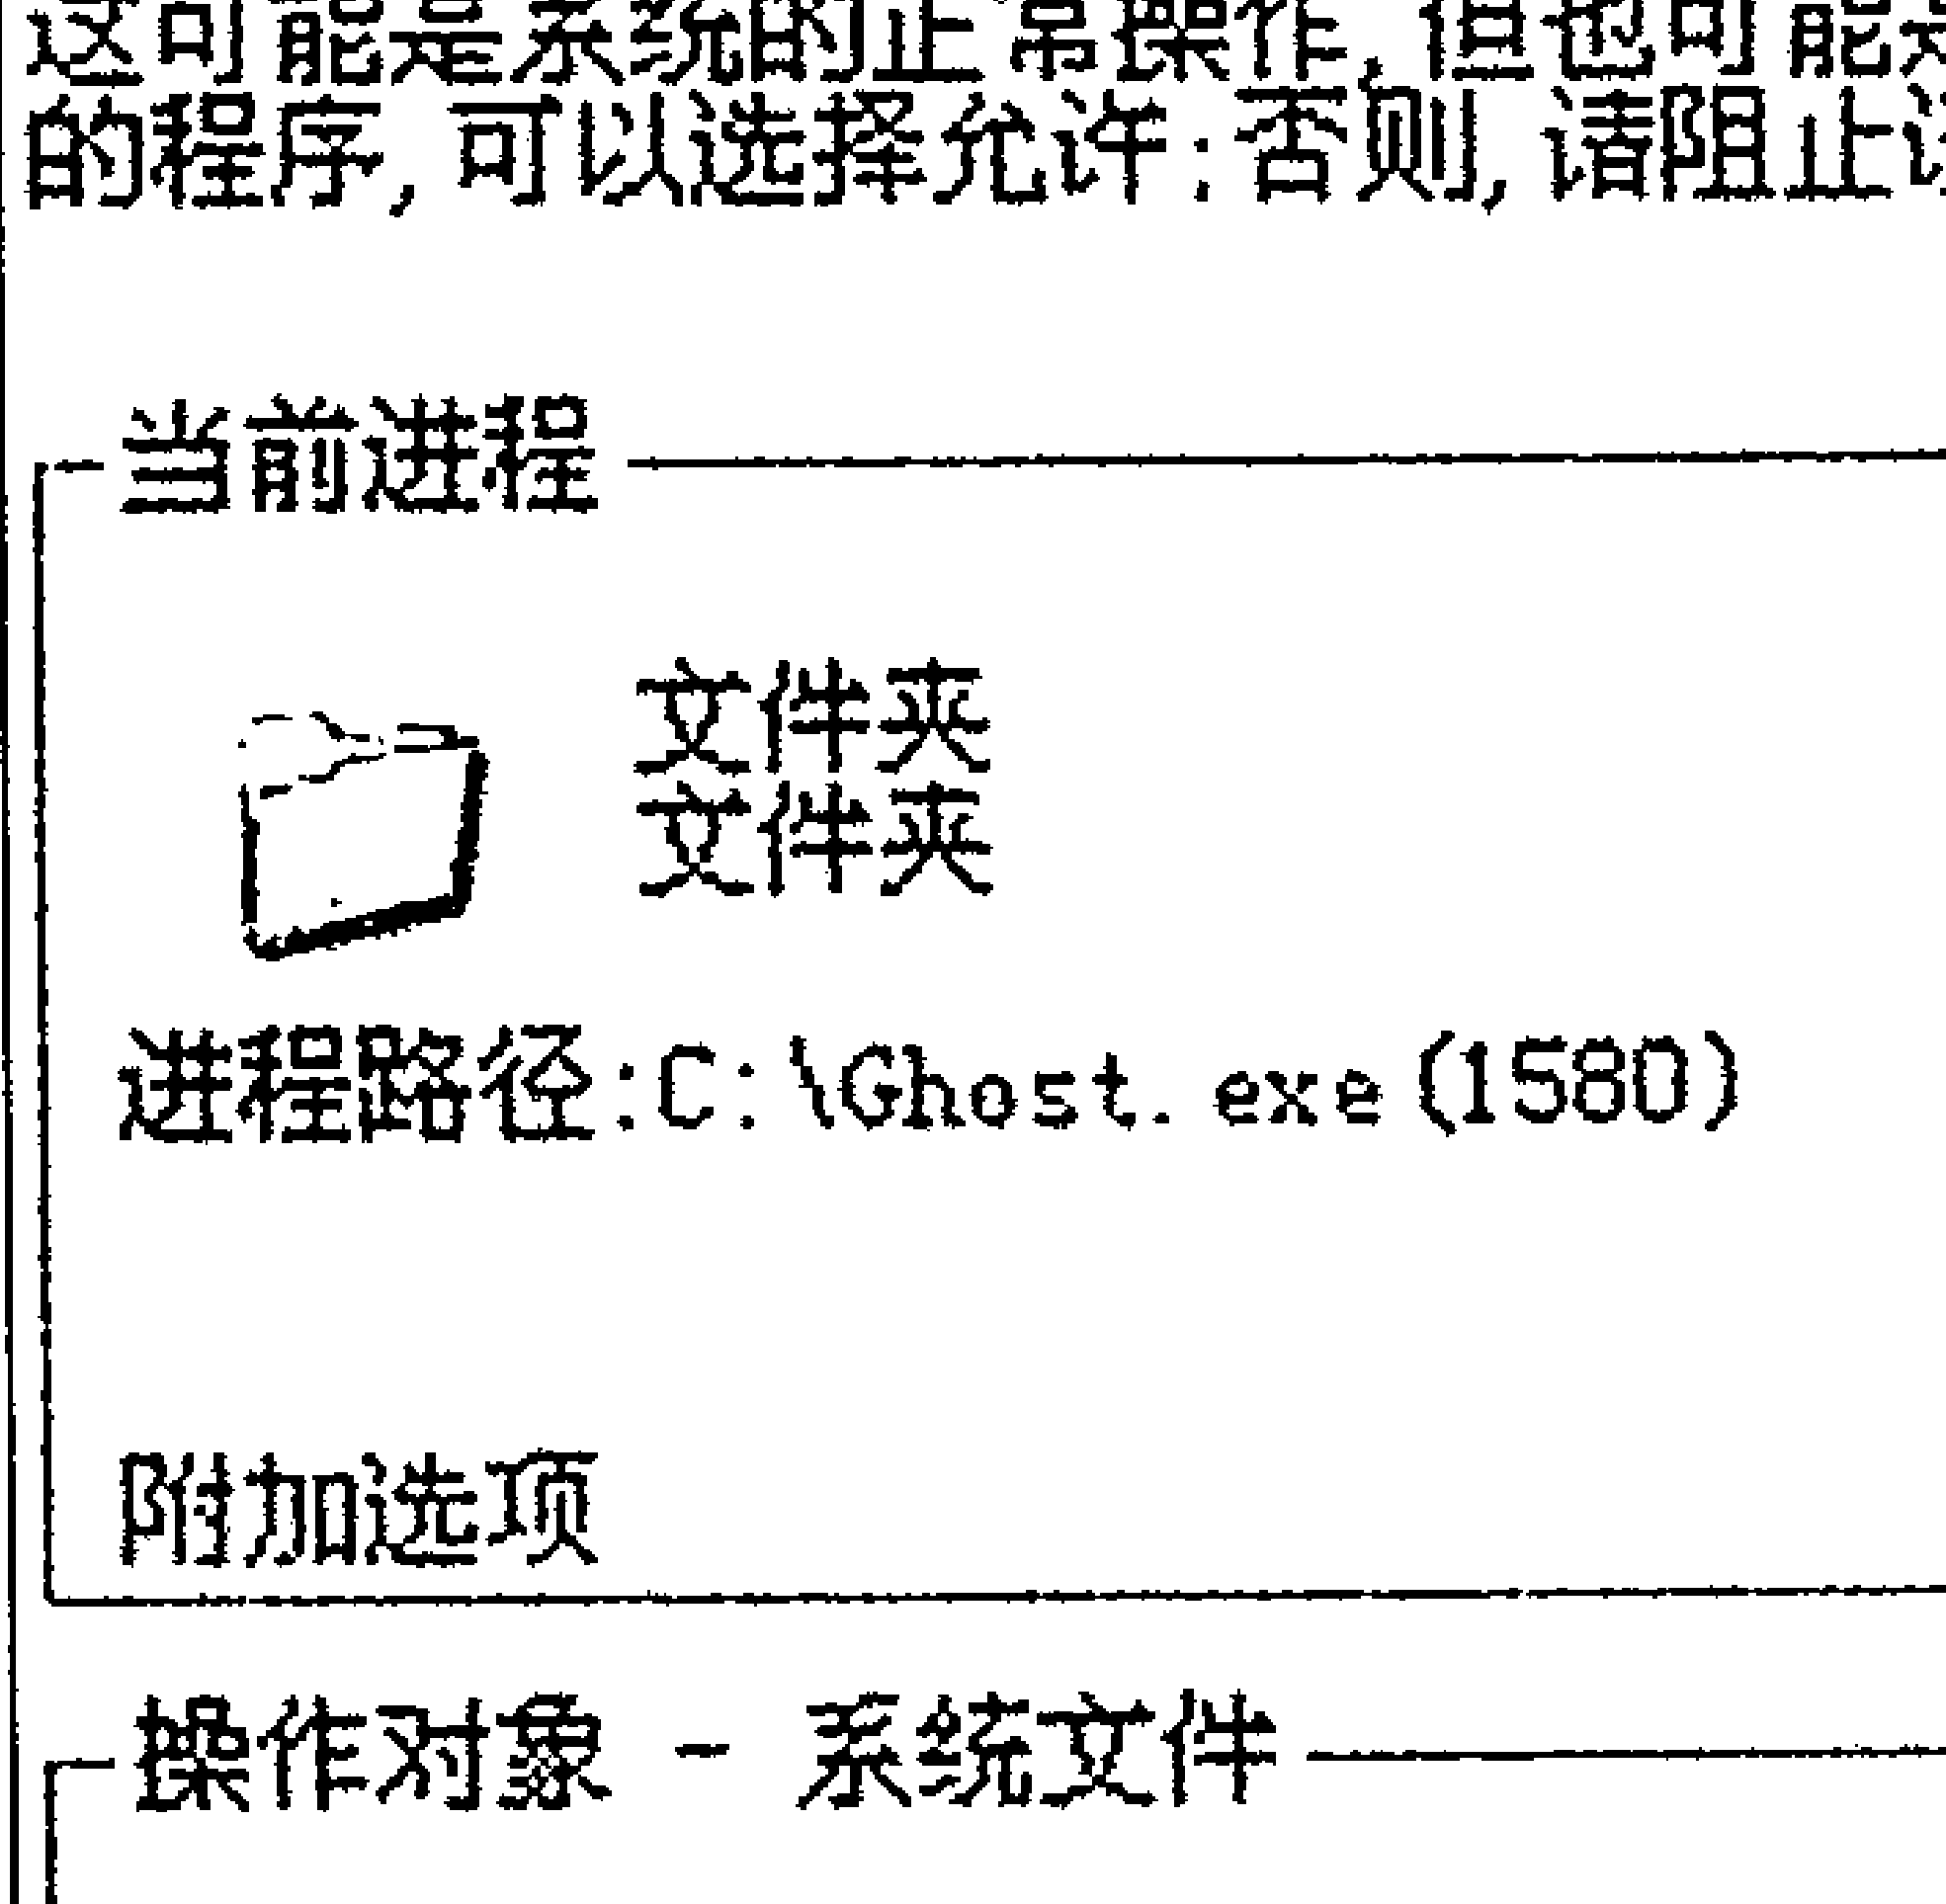 这可能是系统的正常操作,但也可能是
的程序,可以选择允许;否则,请阻止
当前进程
文件夹
文件夹
进程路径:C:\Ghost.exe(1580)
附加选项
操作对象 - 系统文件